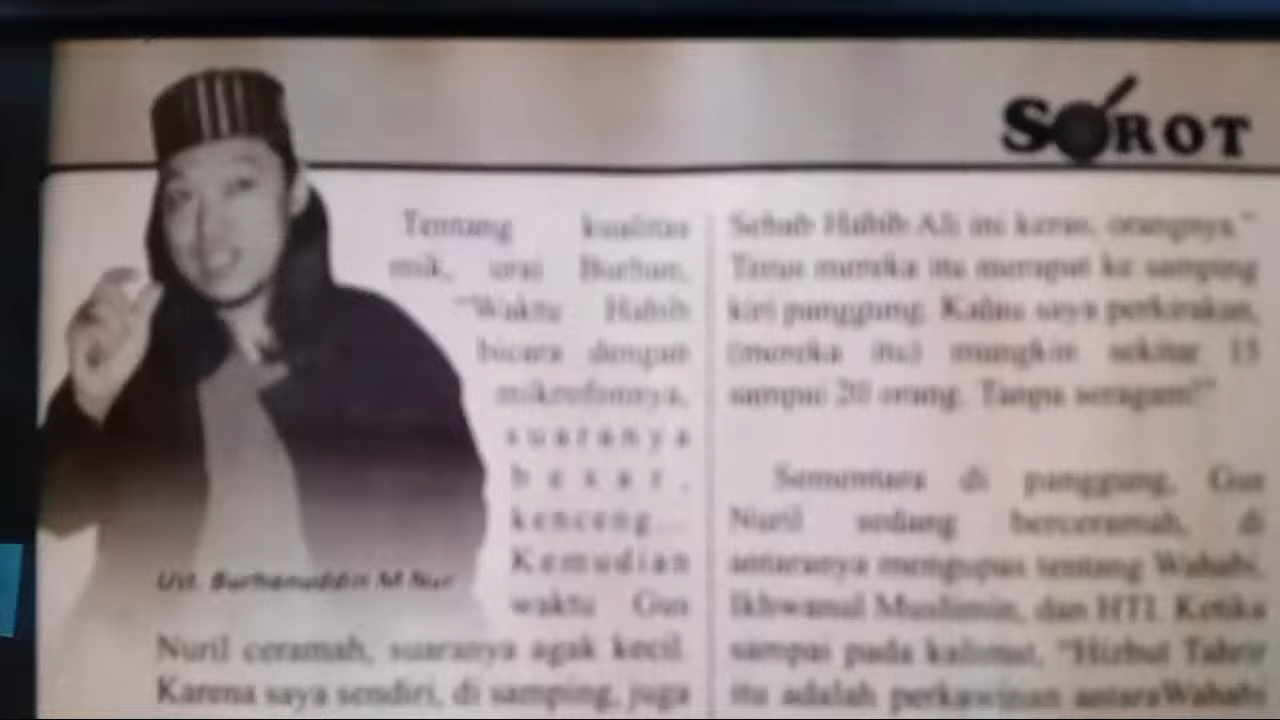 SOROT
Tentang kualitas
mik, urai Burhan,
"Waktu Habib
bicara dengan
mikrofonnya,
suaranya
besar,
kenceng...
Kemudian
waktu Gus
Nuril ceramah, suaranya agak kecil.
Karena saya sendiri, di samping, juga
Ust. Burhanuddin M Nur
Sebab Habib Ali ini keras, orangnya."
Terus mereka itu merapat ke samping
kiri panggung. Kalau saya perkirakan,
(mereka itu) mungkin sekitar 15
sampai 20 orang. Tanpa seragam!"
Sementara di panggung, Gus
Nuril sedang berceramah, di
antaranya mengupas tentang Wahabi,
Ikhwanul Muslimin, dan HTI. Ketika
sampai pada kalimat, "Hizbut Tahrir
itu adalah perkawinan antaraWahabi